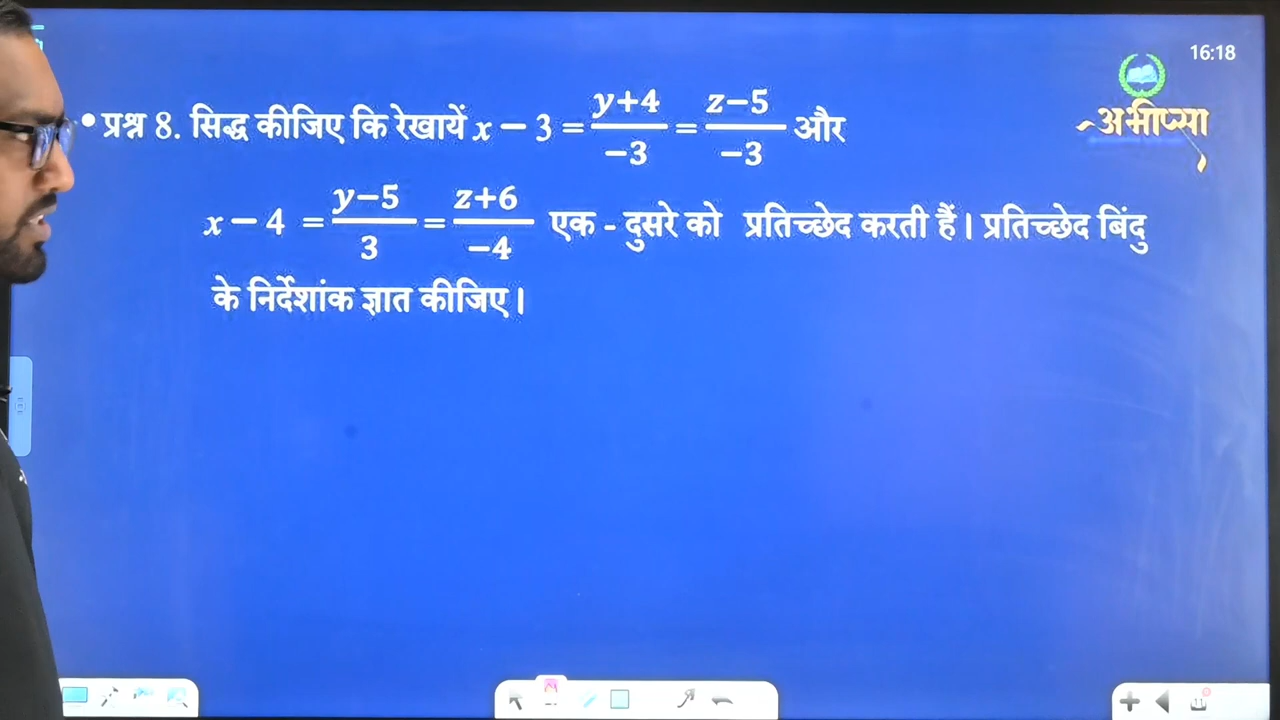 16:18
अभीप्सा
• प्रश्न 8. सिद्ध कीजिए कि रेखायें x − 3 = (y+4)/(−3) = (z−5)/(−3) और
x − 4 = (y−5)/3 = (z+6)/(−4) एक - दुसरे को प्रतिच्छेद करती हैं। प्रतिच्छेद बिंदु
के निर्देशांक ज्ञात कीजिए।